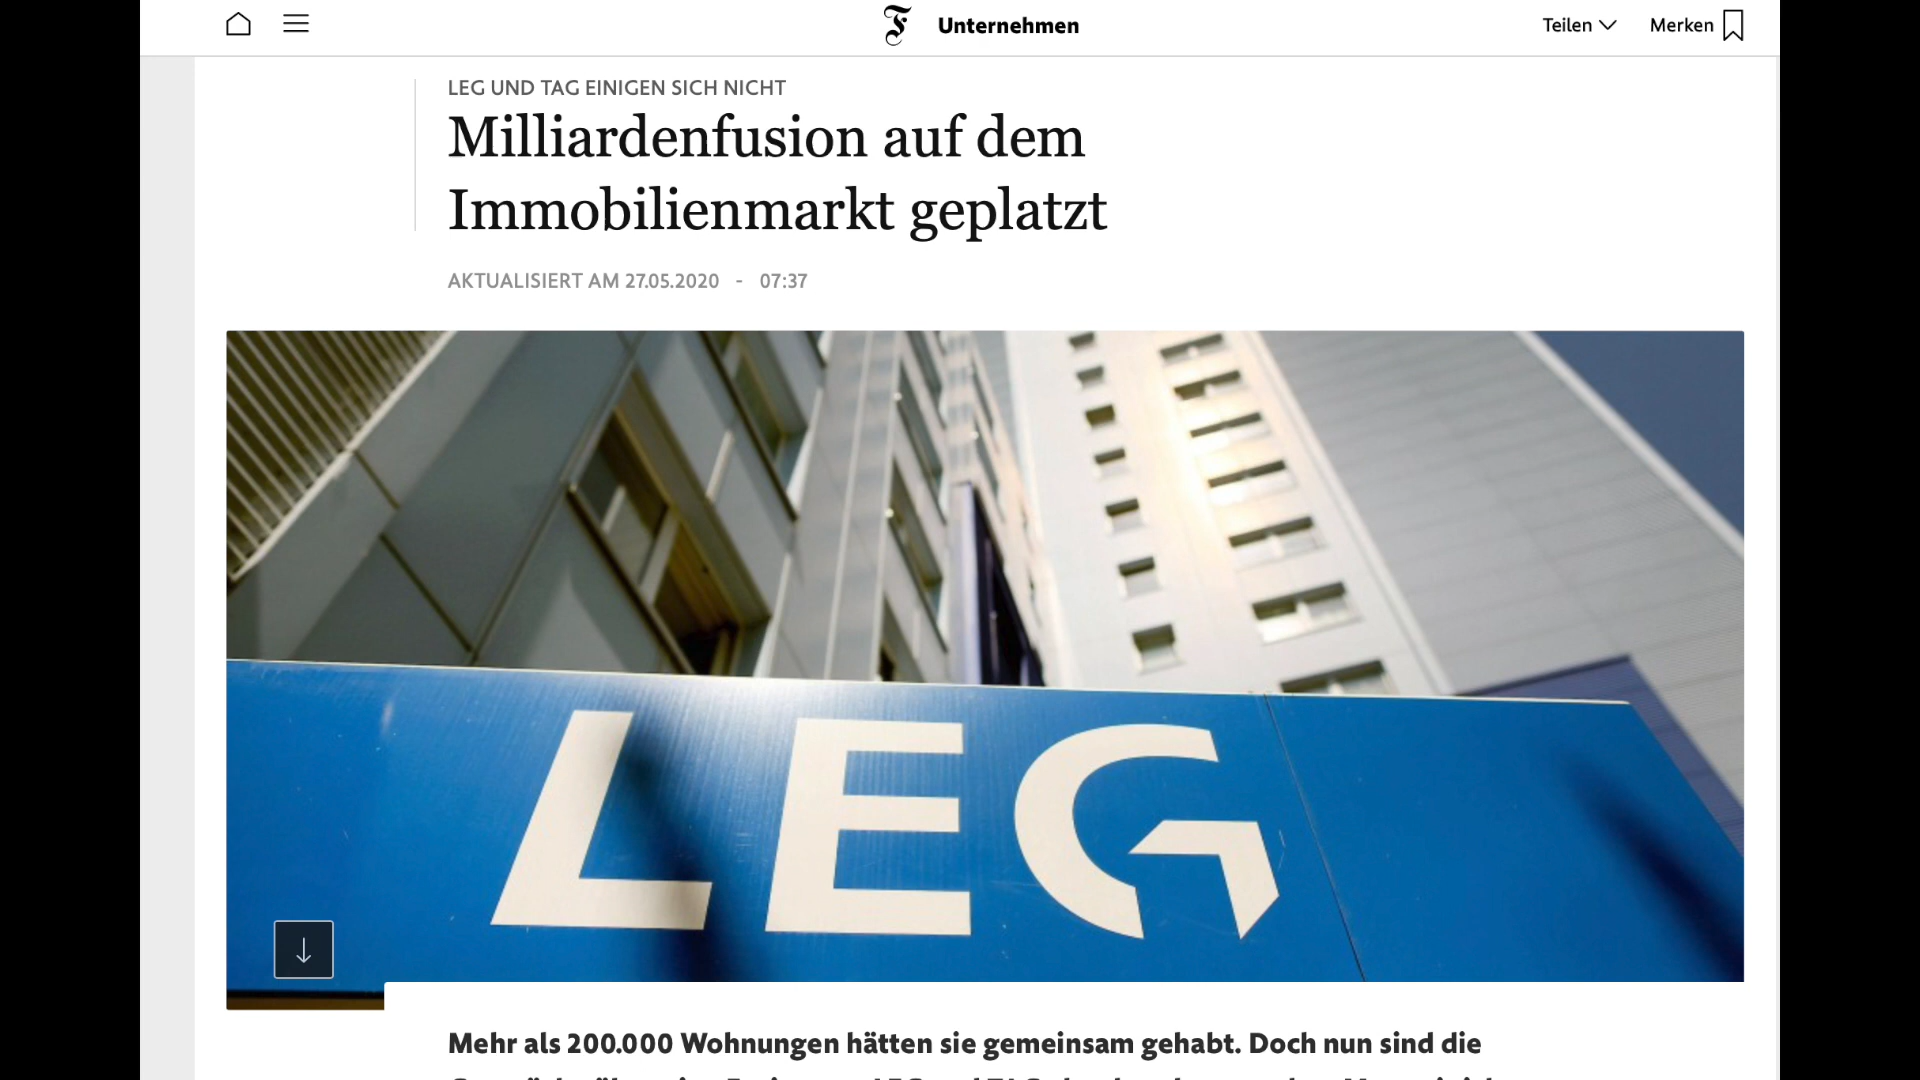 Unternehmen
Teilen
Merken
LEG UND TAG EINIGEN SICH NICHT
Milliardenfusion auf dem
Immobilienmarkt geplatzt
AKTUALISIERT AM 27.05.2020 - 07:37
LEG
Mehr als 200.000 Wohnungen hätten sie gemeinsam gehabt. Doch nun sind die